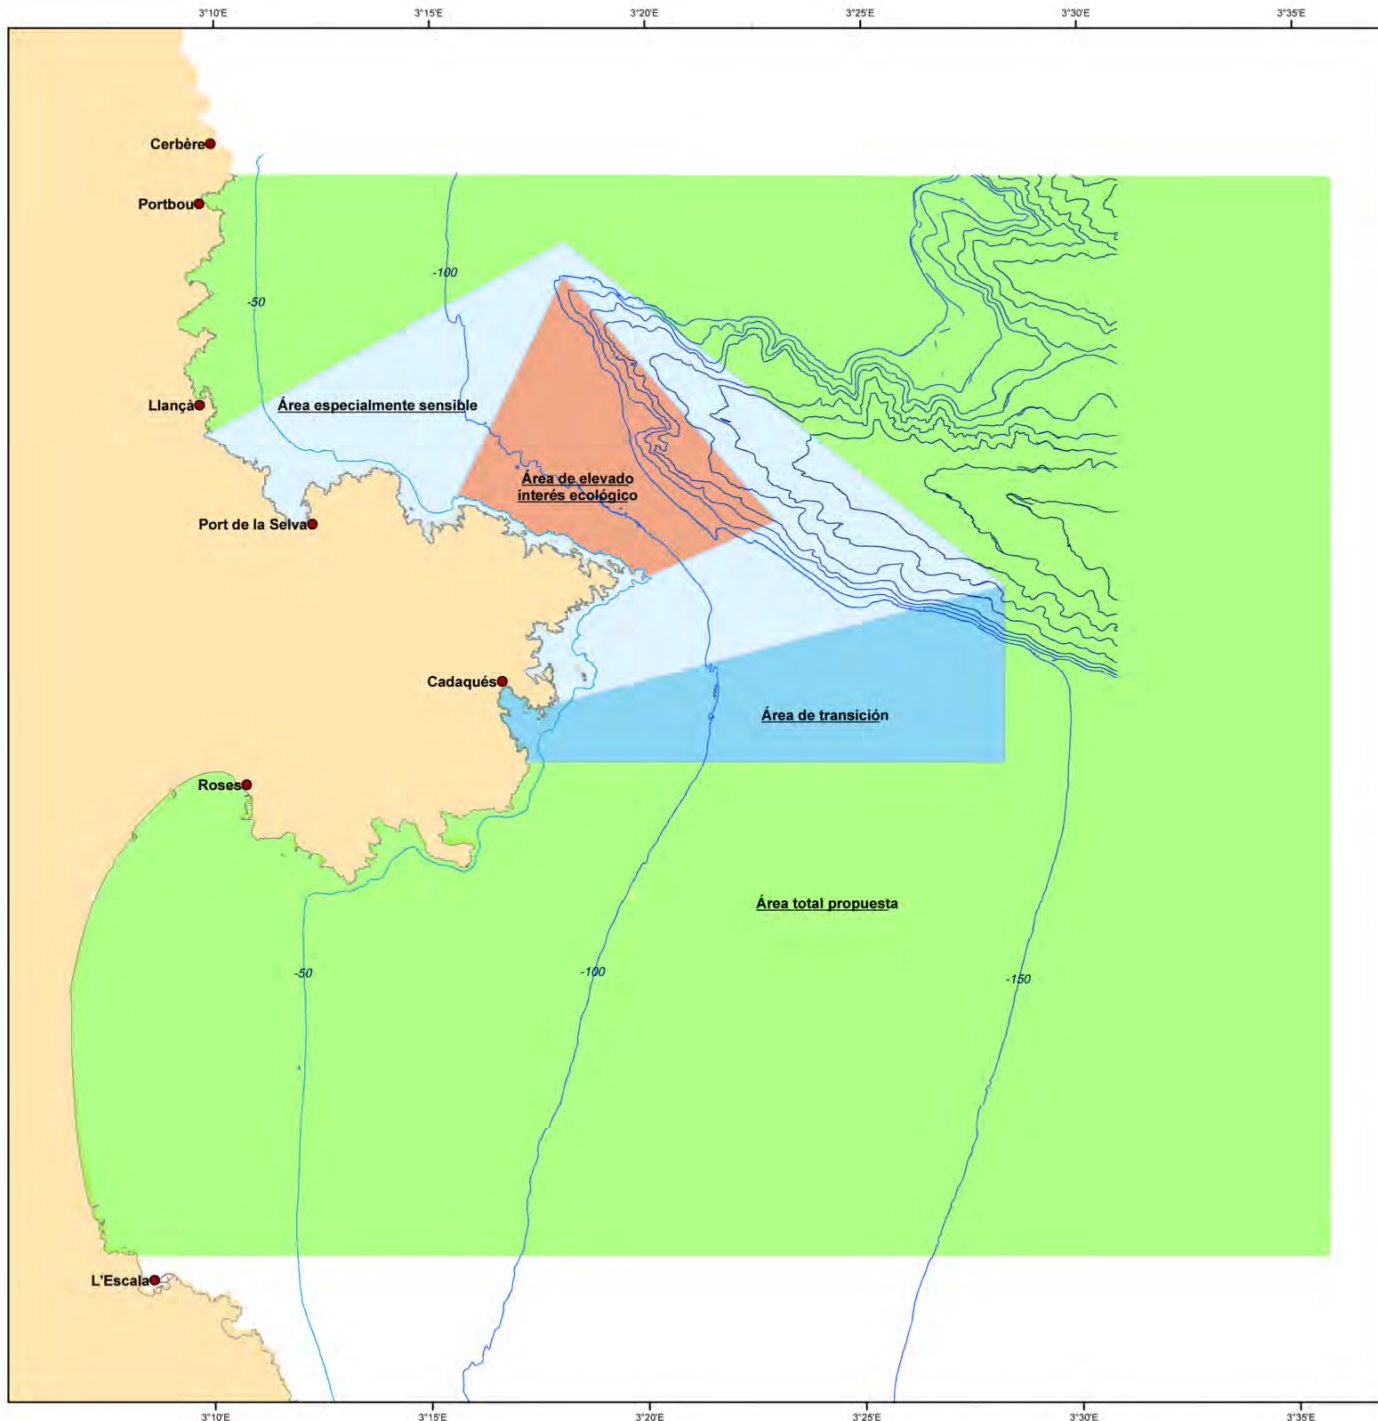 3°10'E 3°15'E 3°20'E 3°25'E 3°30'E 3°35'E
Cerbère
Portbou
-100
-50
Llançà
Área especialmente sensible
Área de elevado
interés ecológico
Port de la Selva
Cadaqués
Área de transición
Roses
Área total propuesta
-50
-100
-150
L'Escala
3°10'E 3°15'E 3°20'E 3°25'E 3°30'E 3°35'E